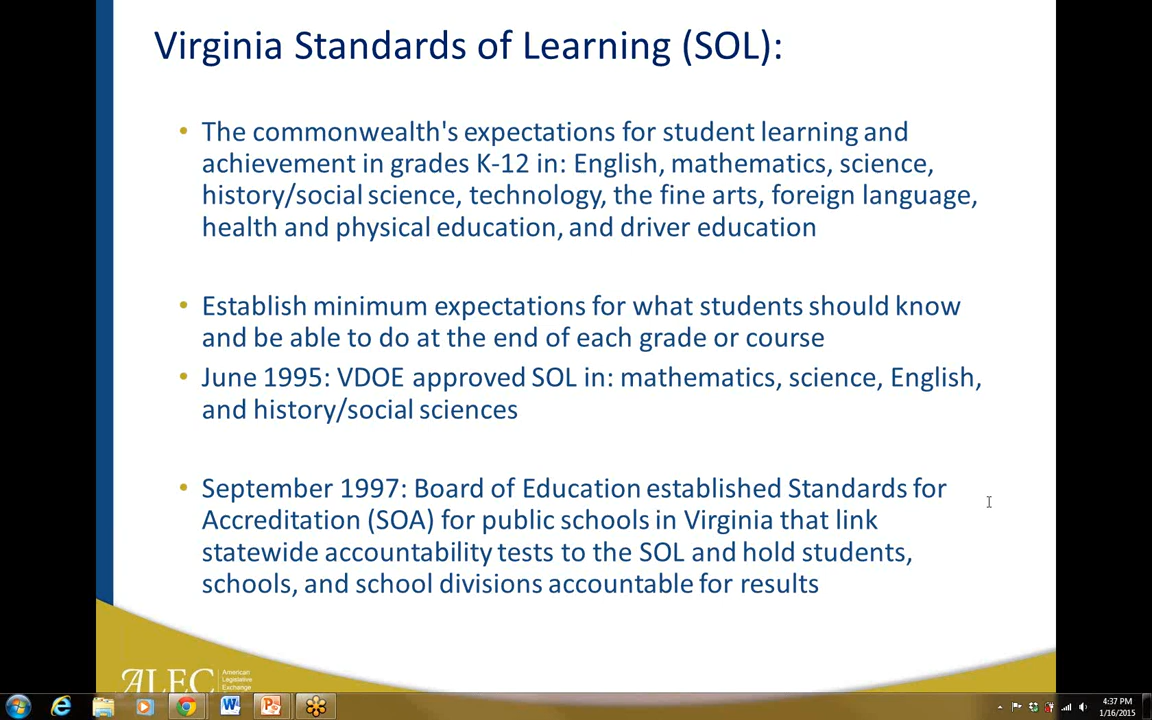 Virginia Standards of Learning (SOL):
• The commonwealth's expectations for student learning and
achievement in grades K-12 in: English, mathematics, science,
history/social science, technology, the fine arts, foreign language,
health and physical education, and driver education
• Establish minimum expectations for what students should know
and be able to do at the end of each grade or course
• June 1995: VDOE approved SOL in: mathematics, science, English,
and history/social sciences
• September 1997: Board of Education established Standards for
Accreditation (SOA) for public schools in Virginia that link
statewide accountability tests to the SOL and hold students,
schools, and school divisions accountable for results
ALEC
American
Legislative
Exchange
4:37 PM
1/16/2015